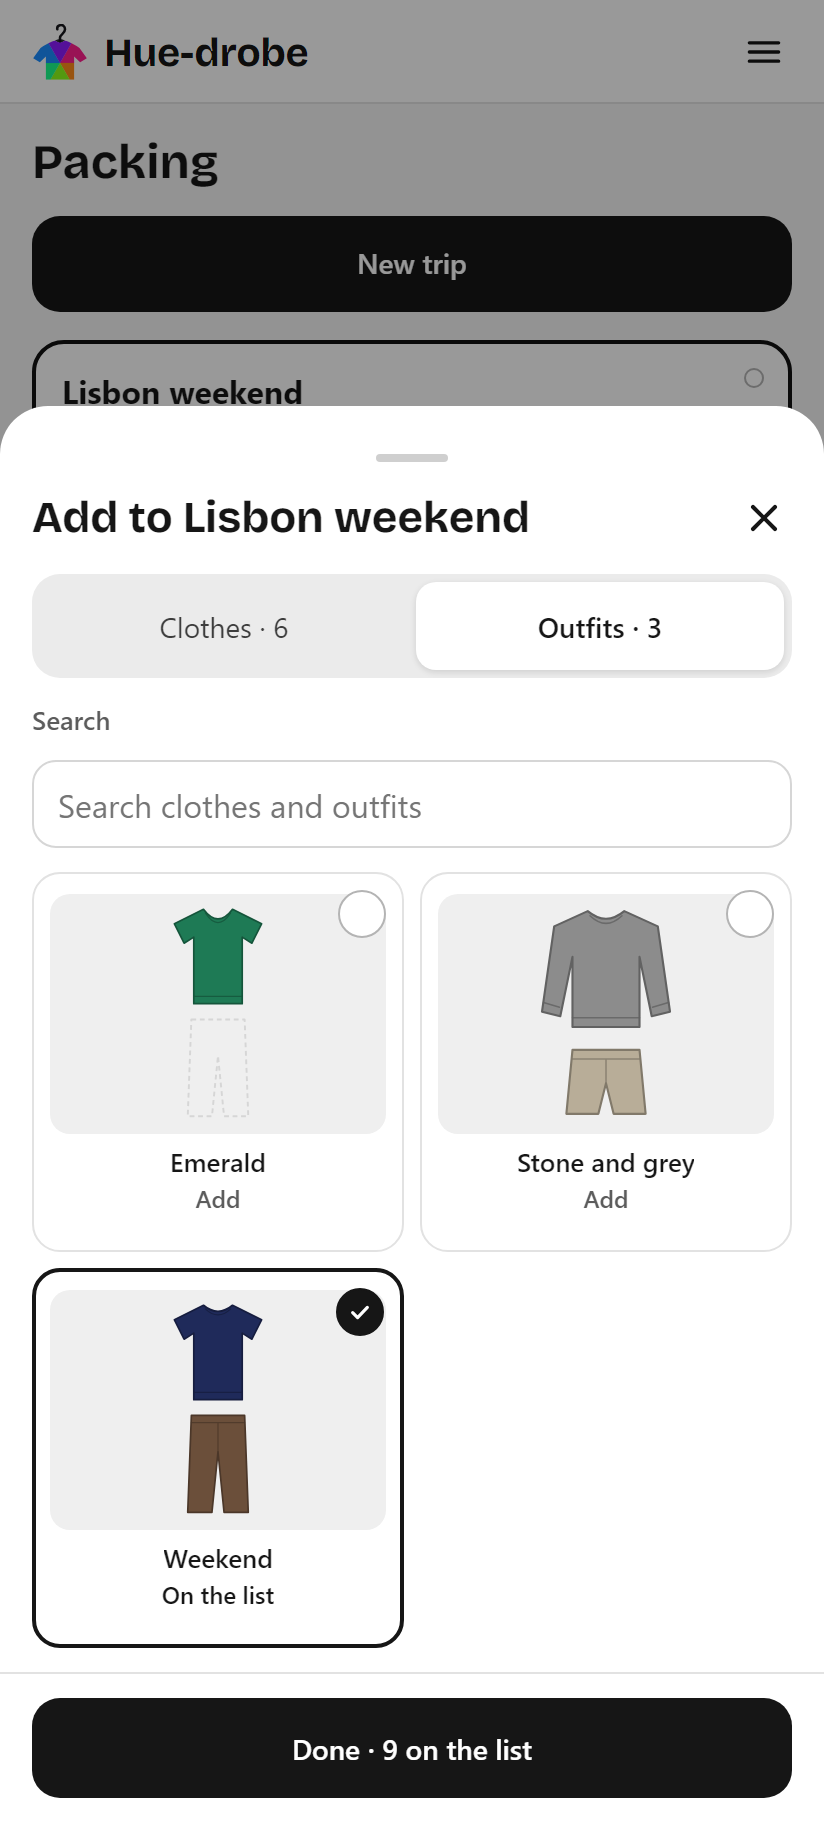 Hue-drobe
Packing
New trip
Lisbon weekend
Add to Lisbon weekend
Clothes · 6
Outfits · 3
Search
Search clothes and outfits
Emerald
Add
Stone and grey
Add
Weekend
On the list
Done · 9 on the list